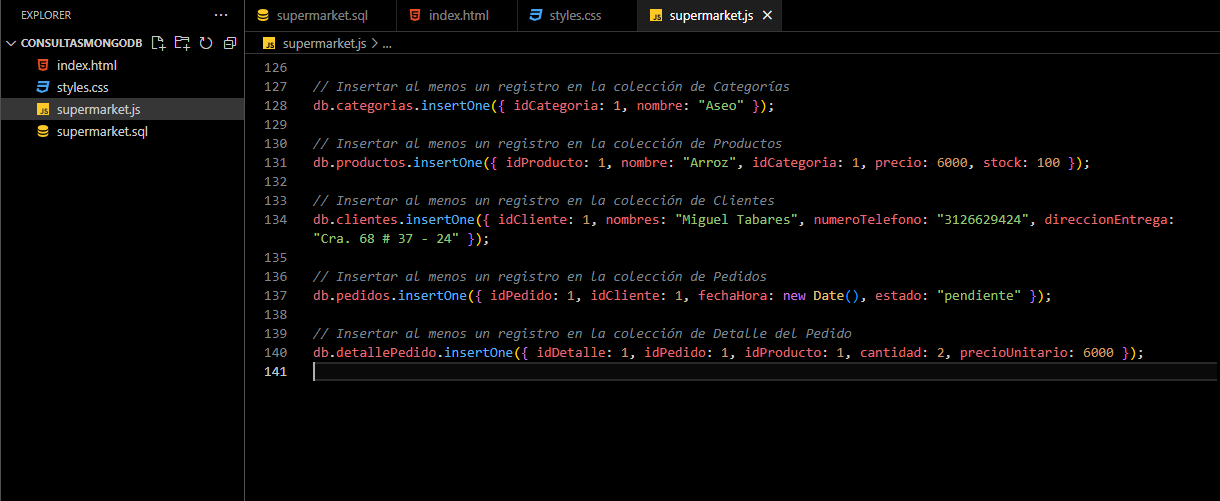 EXPLORER
...
CONSULTASMONGODB
index.html
styles.css
supermarket.js
supermarket.sql
supermarket.sql
index.html
styles.css
JS supermarket.js
JS supermarket.js > ...
126
127 // Insertar al menos un registro en la colección de Categorías
128 db.categorias.insertOne({ idCategoria: 1, nombre: "Aseo" });
129
130 // Insertar al menos un registro en la colección de Productos
131 db.productos.insertOne({ idProducto: 1, nombre: "Arroz", idCategoria: 1, precio: 6000, stock: 100 });
132
133 // Insertar al menos un registro en la colección de Clientes
134 db.clientes.insertOne({ idCliente: 1, nombres: "Miguel Tabares", numeroTelefono: "3126629424", direccionEntrega:
"Cra. 68 # 37 - 24" });
135
136 // Insertar al menos un registro en la colección de Pedidos
137 db.pedidos.insertOne({ idPedido: 1, idCliente: 1, fechaHora: new Date(), estado: "pendiente" });
138
139 // Insertar al menos un registro en la colección de Detalle del Pedido
140 db.detallePedido.insertOne({ idDetalle: 1, idPedido: 1, idProducto: 1, cantidad: 2, precioUnitario: 6000 });
141